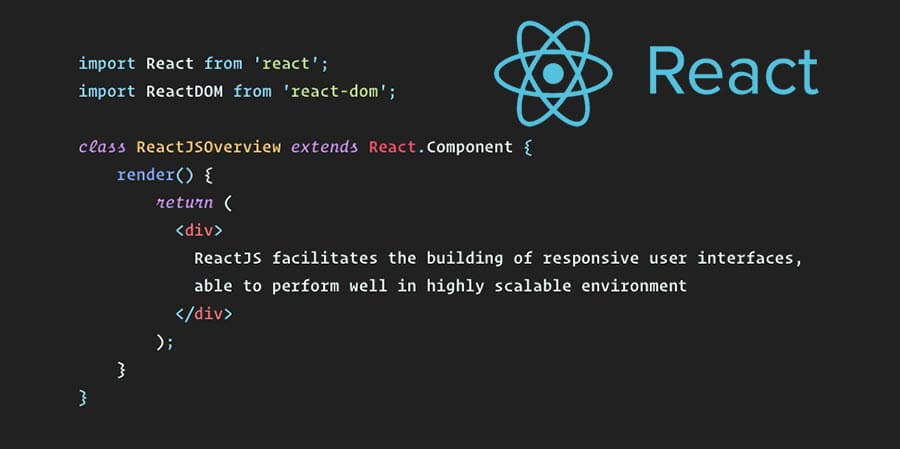 React
import React from 'react';
import ReactDOM from 'react-dom';
class ReactJSOverview extends React.Component {
render() {
return (
<div>
ReactJS facilitates the building of responsive user interfaces,
able to perform well in highly scalable environment
</div>
);
}
}